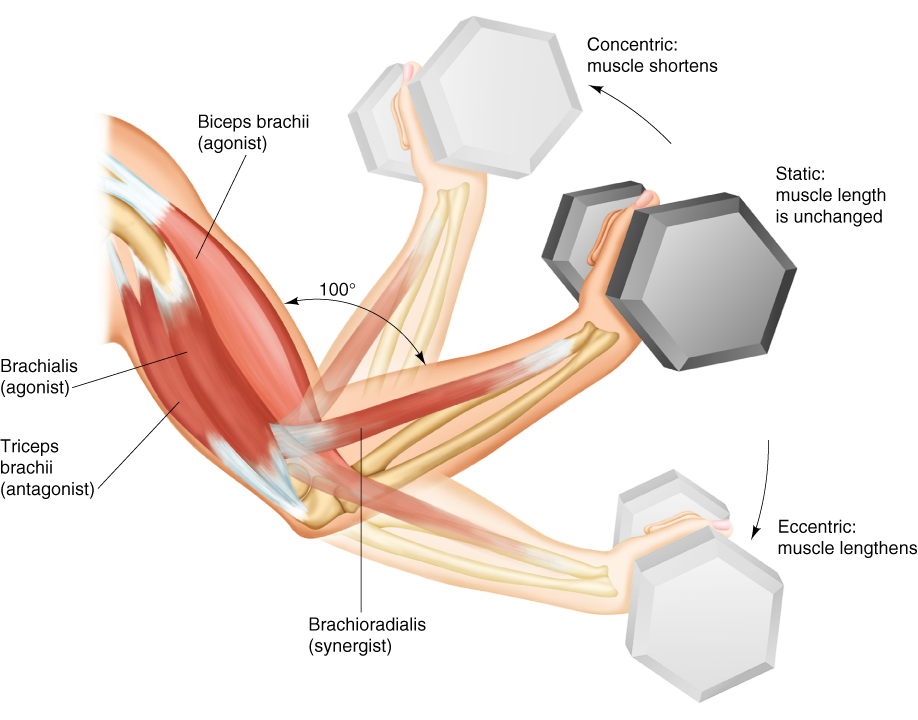 Concentric:
muscle shortens
Biceps brachii
(agonist)
Static:
muscle length
is unchanged
100°
Brachialis
(agonist)
Triceps
brachii
(antagonist)
Eccentric:
muscle lengthens
Brachioradialis
(synergist)